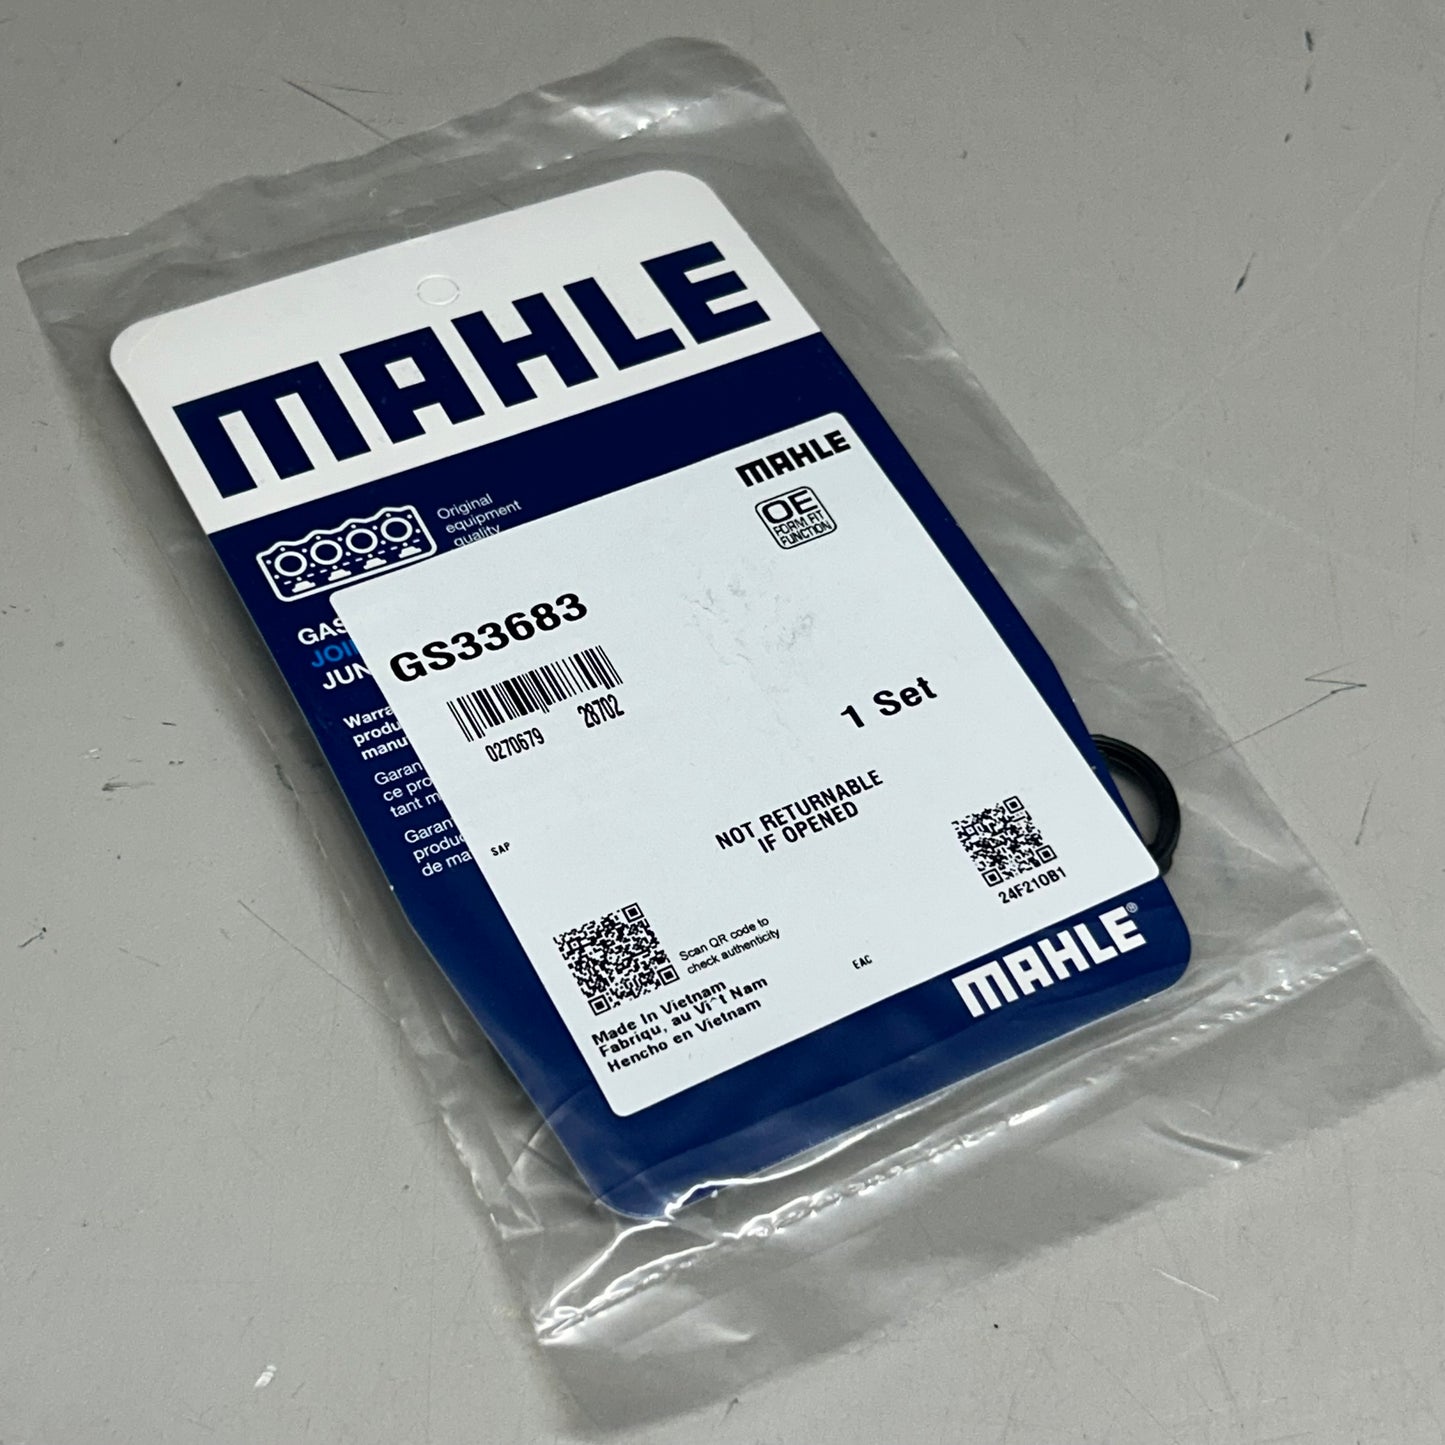 MAHLE
Original
equipment
quality
MAHLE
OE
FORM FIT
FUNCTION
GS33683
0270679 28702
1 Set
GAS
JOI
JUN
Warra
produ
manu
Garan
ce pro
tant m
Garan
produ
de ma
SAP
NOT RETURNABLE
IF OPENED
24F210B1
Scan QR code to
check authenticity
EAC
Made In Vietnam
Fabriqu, au Vi^t Nam
Hencho en Vietnam
MAHLE®